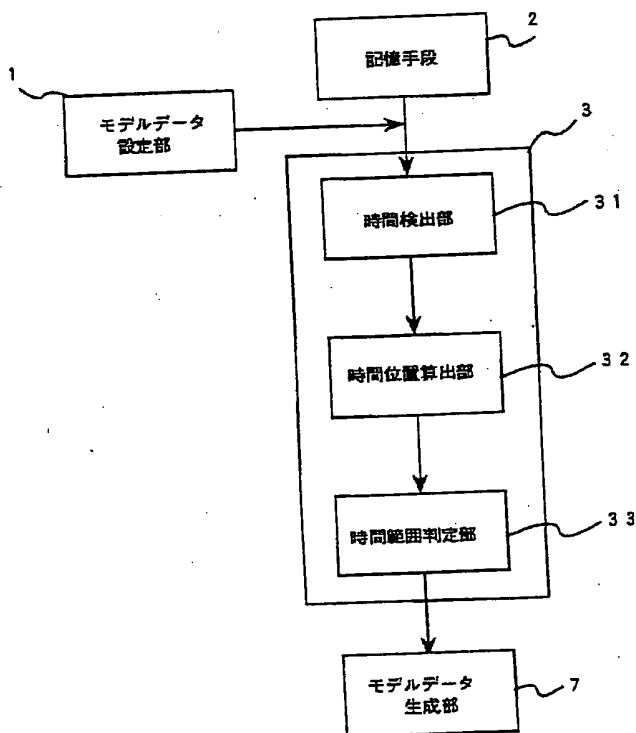 2
記憶手段
1
モデルデータ
設定部
3
時間検出部
31
時間位置算出部
32
時間範囲判定部
33
モデルデータ
生成部
7